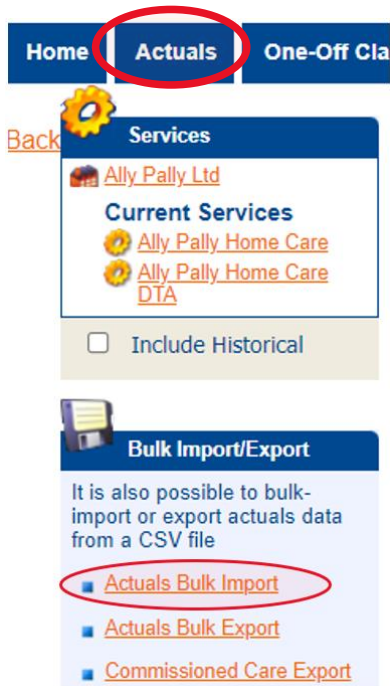 Home Actuals One-Off Cla
Back
Services
Ally Pally Ltd
Current Services
Ally Pally Home Care
Ally Pally Home Care
DTA
Include Historical
Bulk Import/Export
It is also possible to bulk-
import or export actuals data
from a CSV file
Actuals Bulk Import
Actuals Bulk Export
Commissioned Care Export